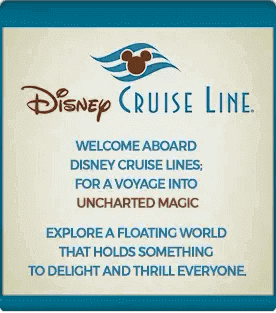 Disney Cruise Line.
WELCOME ABOARD
DISNEY CRUISE LINES;
FOR A VOYAGE INTO
UNCHARTED MAGIC
EXPLORE A FLOATING WORLD
THAT HOLDS SOMETHING
TO DELIGHT AND THRILL EVERYONE.